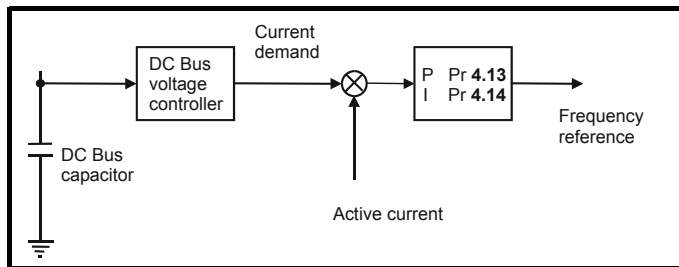 Current
demand
DC Bus
voltage
controller
P Pr 4.13
I Pr 4.14
Frequency
reference
DC Bus
capacitor
Active current